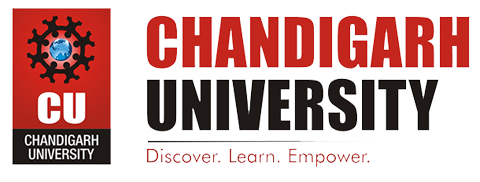 CU
CHANDIGARH
UNIVERSITY
CHANDIGARH
UNIVERSITY
Discover. Learn. Empower.